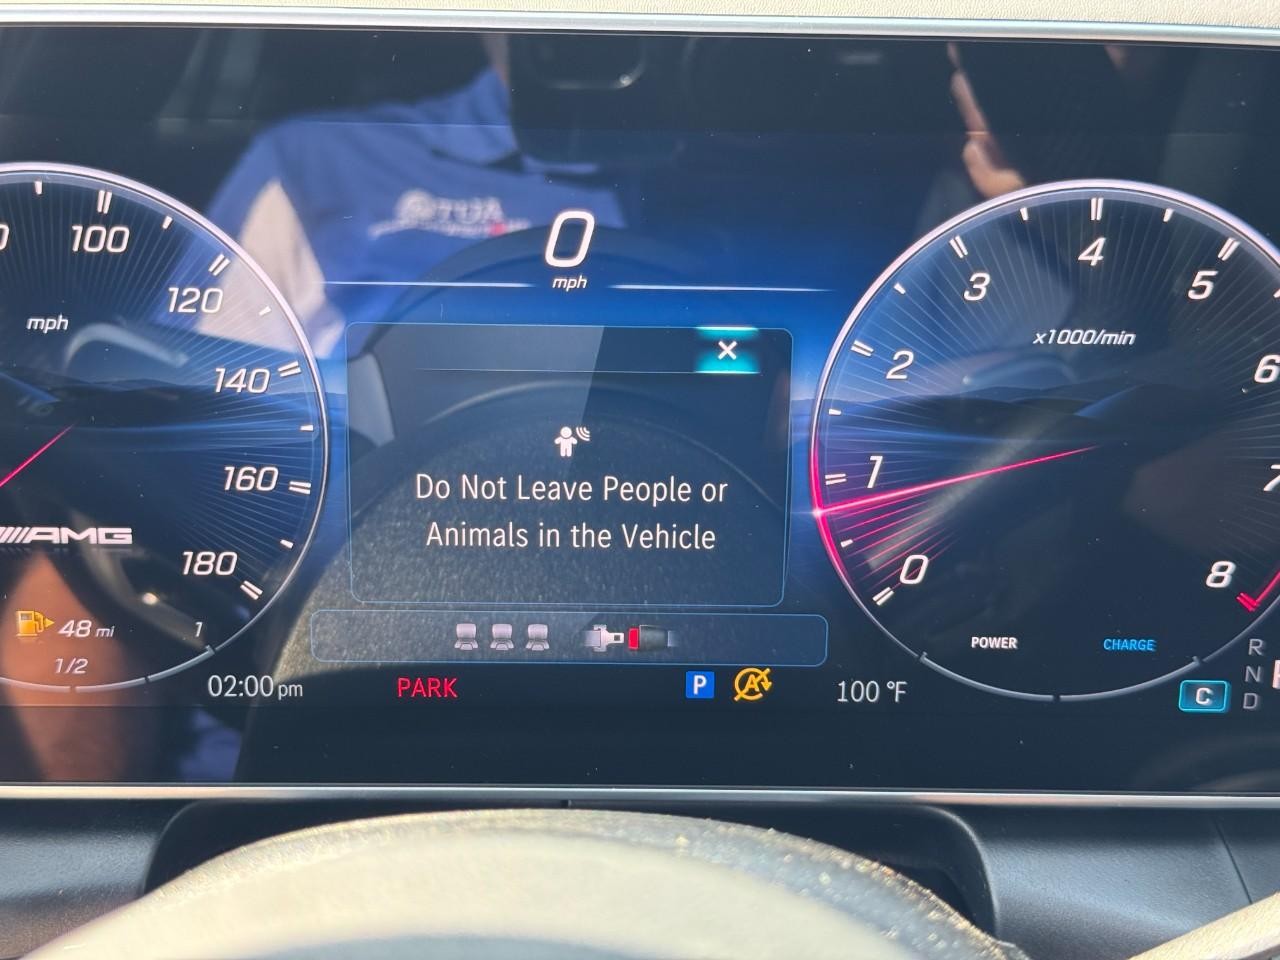 100
120
mph
140
160
AMG
180
48 mi
1/2
1
02:00 pm
0
mph
×
Do Not Leave People or
Animals in the Vehicle
PARK
P
A
100 °F
4
3
5
x1000/min
2
6
1
7
0
8
POWER
CHARGE
R
N
D
C